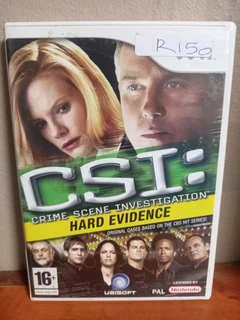 R150
CSI:
CRIME SCENE INVESTIGATION
HARD EVIDENCE
ORIGINAL CASES BASED ON THE CBS HIT SERIES!
16+
UBISOFT
PAL
LICENSED BY
Nintendo